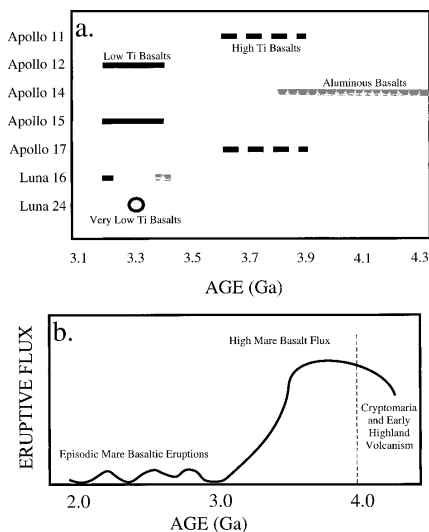 a.
Apollo 11
High Ti Basalts
Low Ti Basalts
Apollo 12
Aluminous Basalts
Apollo 14
Apollo 15
Apollo 17
Luna 16
Luna 24
Very Low Ti Basalts
3.1 3.3 3.5 3.7 3.9 4.1 4.3
AGE (Ga)
b.
ERUPTIVE FLUX
High Mare Basalt Flux
Cryptomaria
and Early
Highland
Volcanism
Episodic Mare Basaltic Eruptions
2.0 3.0 4.0
AGE (Ga)